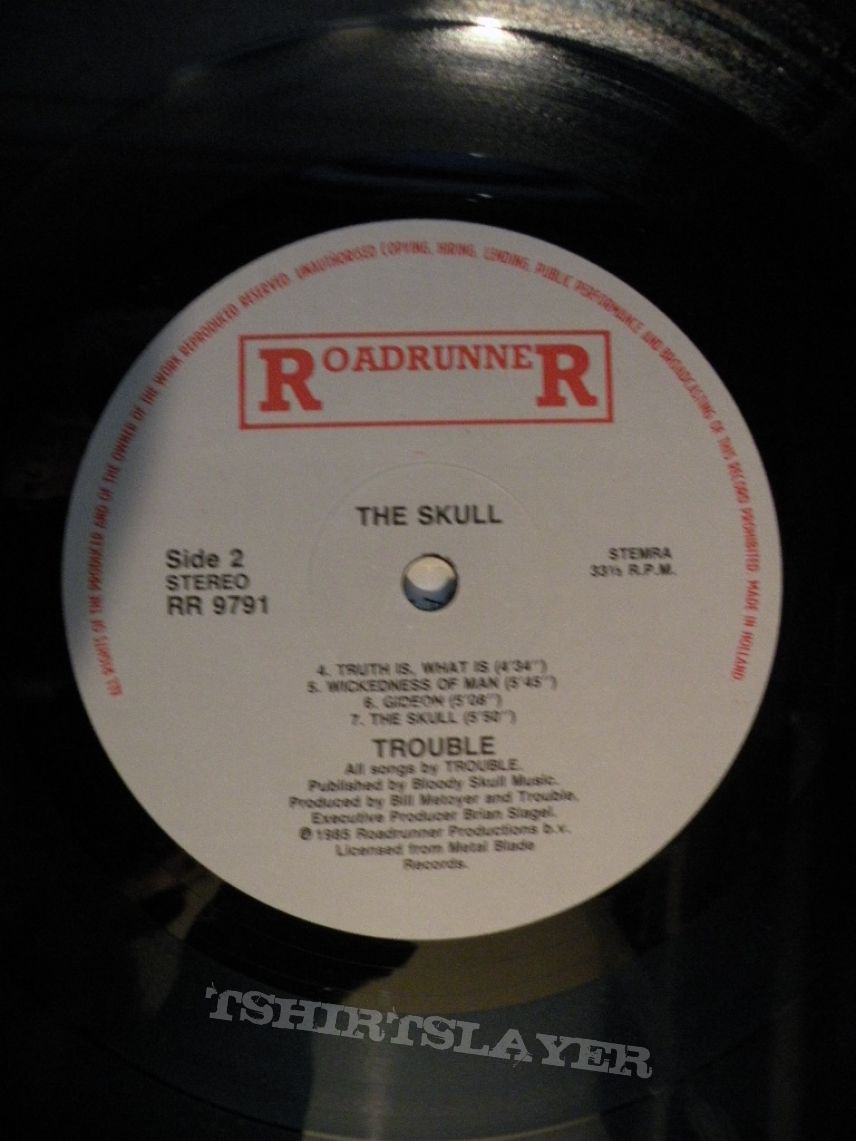 ALL RIGHTS OF THE PRODUCED AND OF THE OWNER OF THE WORK REPRODUCED RESERVED. UNAUTHORISED COPYING, HIRING, LENDING, PUBLIC PERFORMANCE AND BROADCASTING OF THIS RECORD PROHIBITED. MADE IN HOLLAND.
ROADRUNNER
THE SKULL
Side 2
STEREO
RR 9791
STEMRA
33⅓ R.P.M.
4. TRUTH IS, WHAT IS (4'34'')
5. WICKEDNESS OF MAN (5'45'')
6. GIDEON (5'08'')
7. THE SKULL (5'50'')
TROUBLE
All songs by TROUBLE.
Published by Bloody Skull Music.
Produced by Bill Metoyer and Trouble.
Executive Producer Brian Slagel.
℗ 1985 Roadrunner Productions b.v.
Licensed from Metal Blade
Records.
TSHIRTSLAYER